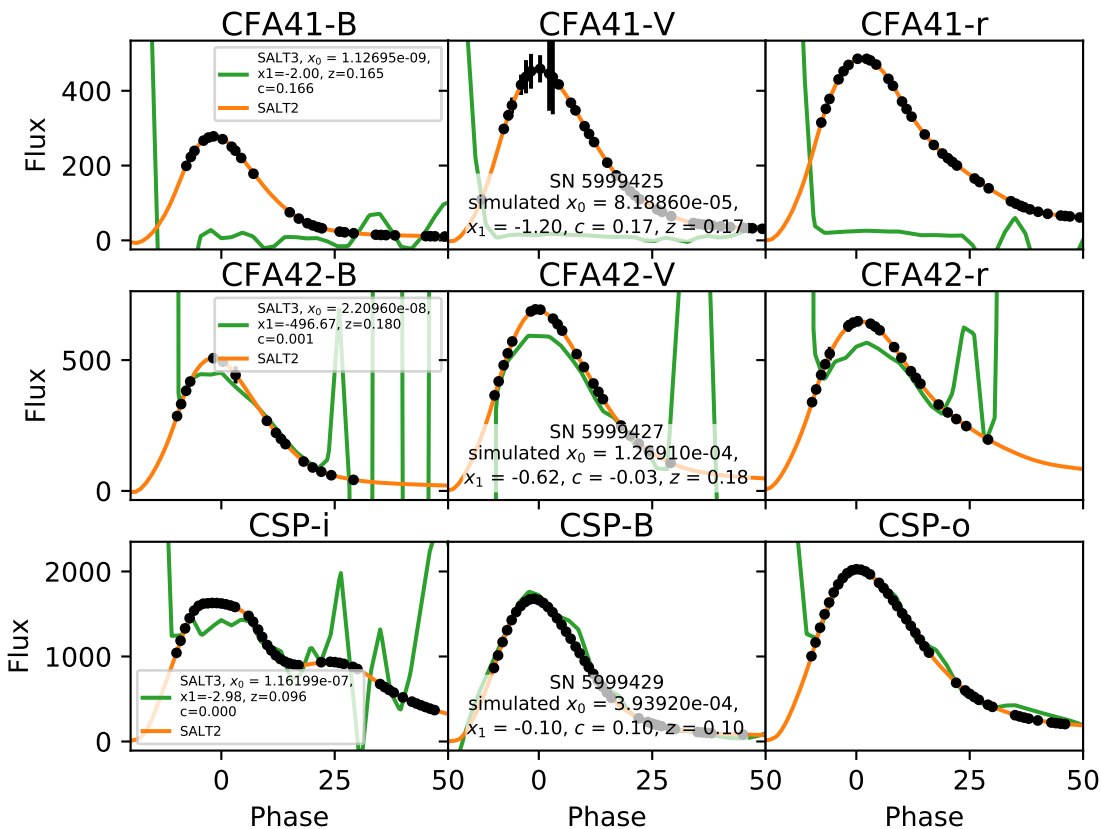 CFA41-B CFA41-V CFA41-r
Flux
400
200
0
SALT3, x₀ = 1.12695e-09,
x1=-2.00, z=0.165
c=0.166
SALT2
SN 5999425
simulated x₀ = 8.18860e-05,
x₁ = -1.20, c = 0.17, z = 0.17
CFA42-B CFA42-V CFA42-r
Flux
500
0
SALT3, x₀ = 2.20960e-08,
x1=-496.67, z=0.180
c=0.001
SALT2
SN 5999427
simulated x₀ = 1.26910e-04,
x₁ = -0.62, c = -0.03, z = 0.18
CSP-i CSP-B CSP-o
Flux
2000
1000
0
SALT3, x₀ = 1.16199e-07,
x1=-2.98, z=0.096
c=0.000
SALT2
SN 5999429
simulated x₀ = 3.93920e-04,
x₁ = -0.10, c = 0.10, z = 0.10
0 25 50 0 25 50 0 25 50
Phase Phase Phase